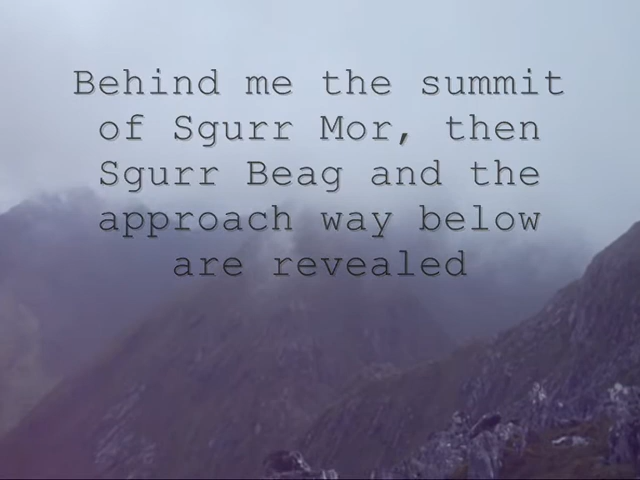 Behind me the summit
of Sgurr Mor, then
Sgurr Beag and the
approach way below
are revealed